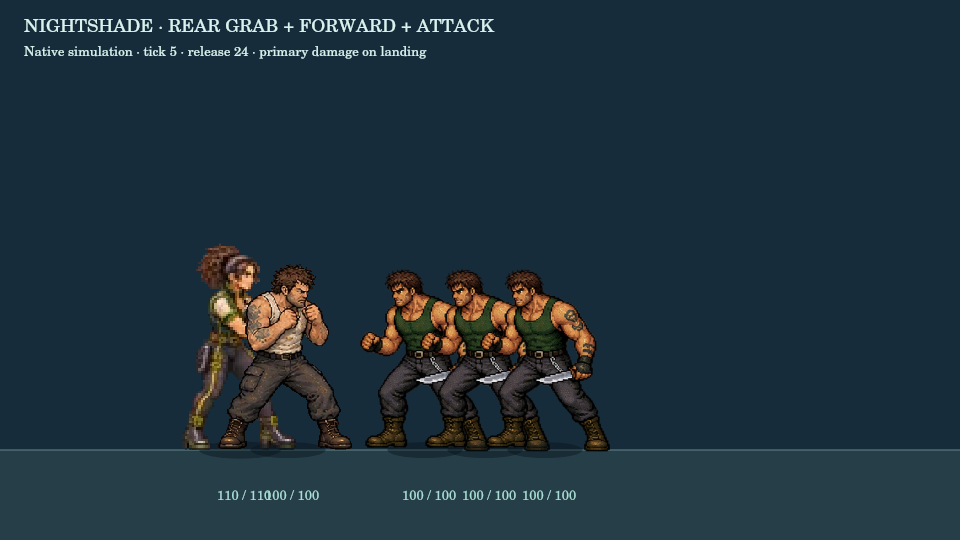 NIGHTSHADE · REAR GRAB + FORWARD + ATTACK
Native simulation · tick 5 · release 24 · primary damage on landing
110 / 110 100 / 100 100 / 100 100 / 100 100 / 100